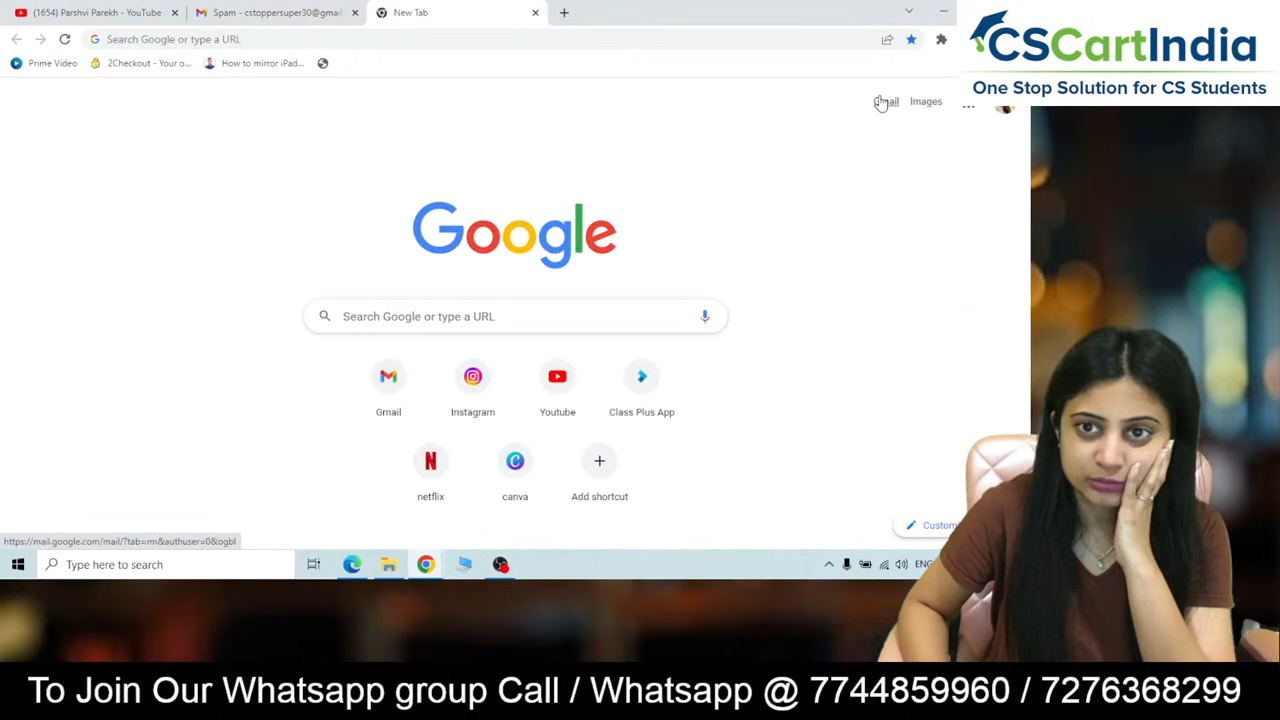 (1654) Parshvi Parekh - YouTube
Spam - cstoppersuper30@gmail
New Tab
Search Google or type a URL
Prime Video
2Checkout - Your o...
How to mirror iPad...
CSCartIndia
One Stop Solution for CS Students
Gmail
Images
Google
Search Google or type a URL
Gmail
Instagram
Youtube
Class Plus App
netflix
canva
Add shortcut
Customi
https://mail.google.com/mail/?tab=rm&authuser=0&ogbl
Type here to search
ENG
To Join Our Whatsapp group Call / Whatsapp @ 7744859960 / 7276368299